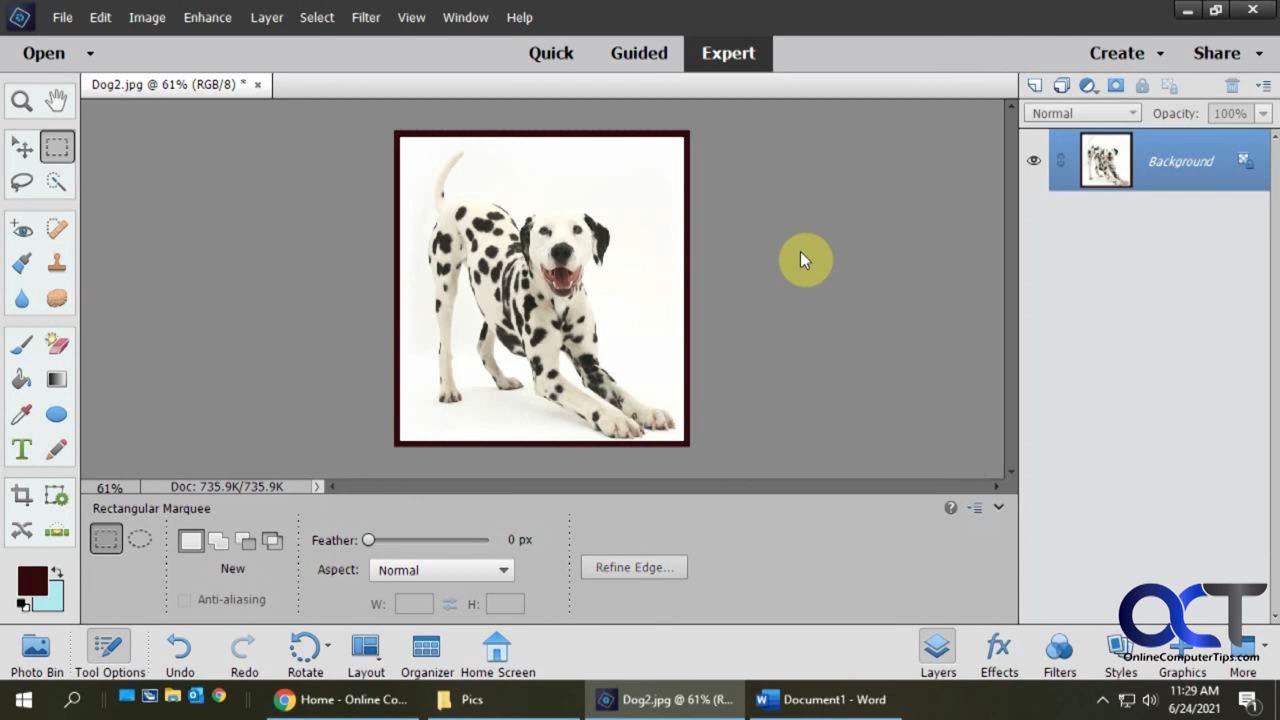 File Edit Image Enhance Layer Select Filter View Window Help
Open Quick Guided Expert Create Share
Dog2.jpg @ 61% (RGB/8) * ×
Normal Opacity: 100%
Background
61% Doc: 735.9K/735.9K
Rectangular Marquee
Feather: 0 px
New Aspect: Normal Refine Edge...
Anti-aliasing W: H:
Photo Bin Tool Options Undo Redo Rotate Layout Organizer Home Screen Layers Effects Filters Styles Graphics More
OCT
OnlineComputerTips.com
Home - Online Co... Pics Dog2.jpg @ 61% (R... Document1 - Word
11:29 AM
6/24/2021